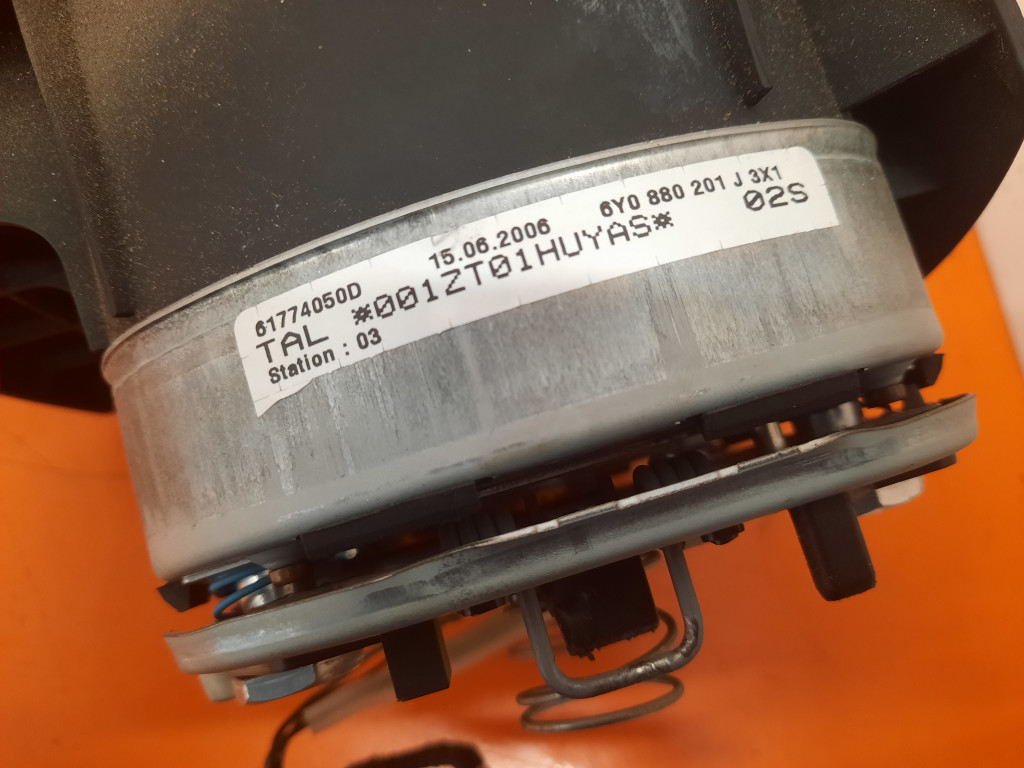 61774050D 15.06.2006 6Y0 880 201 J 3X1
TAL *001ZT01HUYAS* 02S
Station : 03